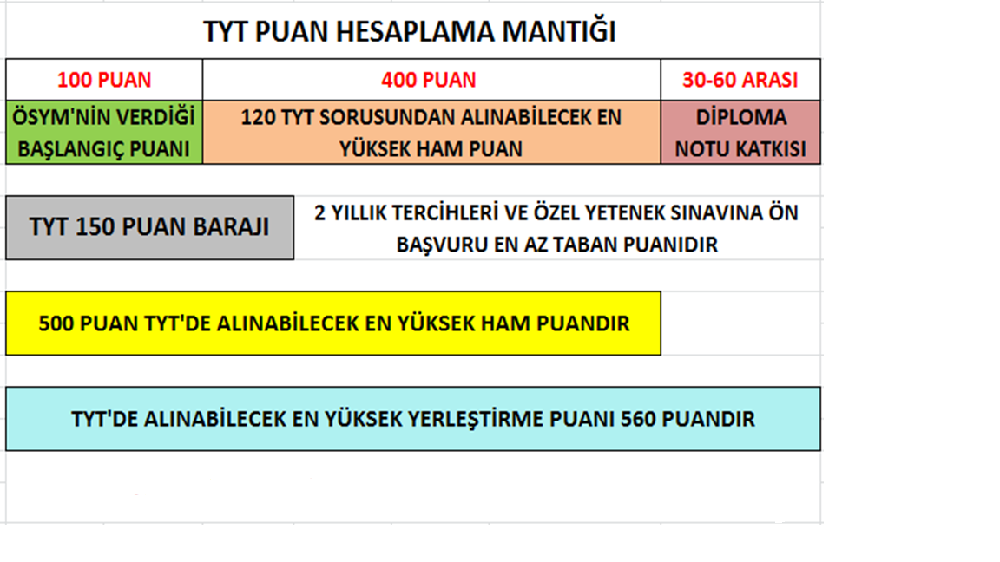 TYT PUAN HESAPLAMA MANTIĞI
100 PUAN
400 PUAN
30-60 ARASI
ÖSYM'NİN VERDİĞİ
BAŞLANGIÇ PUANI
120 TYT SORUSUNDAN ALINABİLECEK EN
YÜKSEK HAM PUAN
DİPLOMA
NOTU KATKISI
TYT 150 PUAN BARAJI
2 YILLIK TERCİHLERİ VE ÖZEL YETENEK SINAVINA ÖN
BAŞVURU EN AZ TABAN PUANIDIR
500 PUAN TYT'DE ALINABİLECEK EN YÜKSEK HAM PUANDIR
TYT'DE ALINABİLECEK EN YÜKSEK YERLEŞTİRME PUANI 560 PUANDIR